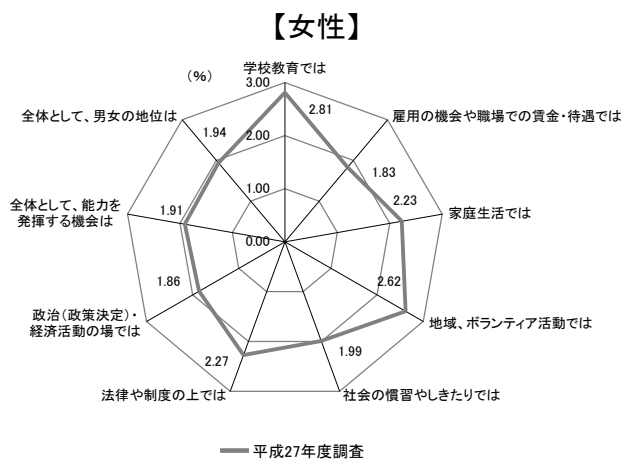 【女性】
(%)
学校教育では
3.00
2.81
全体として、男女の地位は
1.94
2.00
雇用の機会や職場での賃金・待遇では
1.83
全体として、能力を
発揮する機会は
1.91
1.00
2.23
家庭生活では
0.00
1.86
2.62
政治(政策決定)・
経済活動の場では
地域、ボランティア活動では
2.27
1.99
法律や制度の上では
社会の慣習やしきたりでは
平成27年度調査